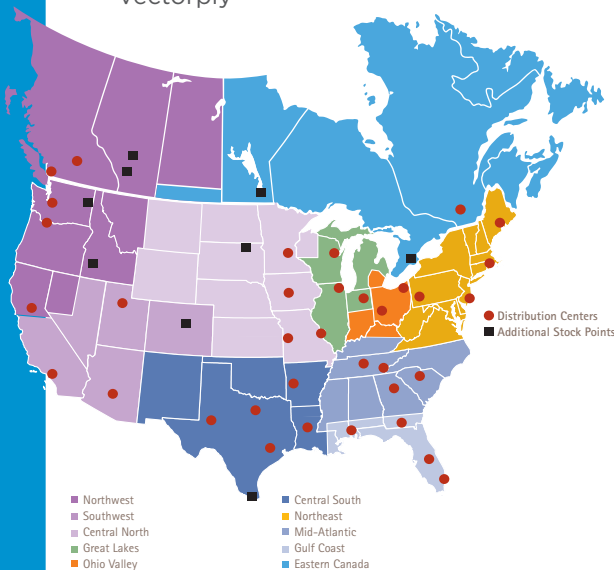 vectorply
Distribution Centers
Additional Stock Points
Northwest
Southwest
Central North
Great Lakes
Ohio Valley
Central South
Northeast
Mid-Atlantic
Gulf Coast
Eastern Canada